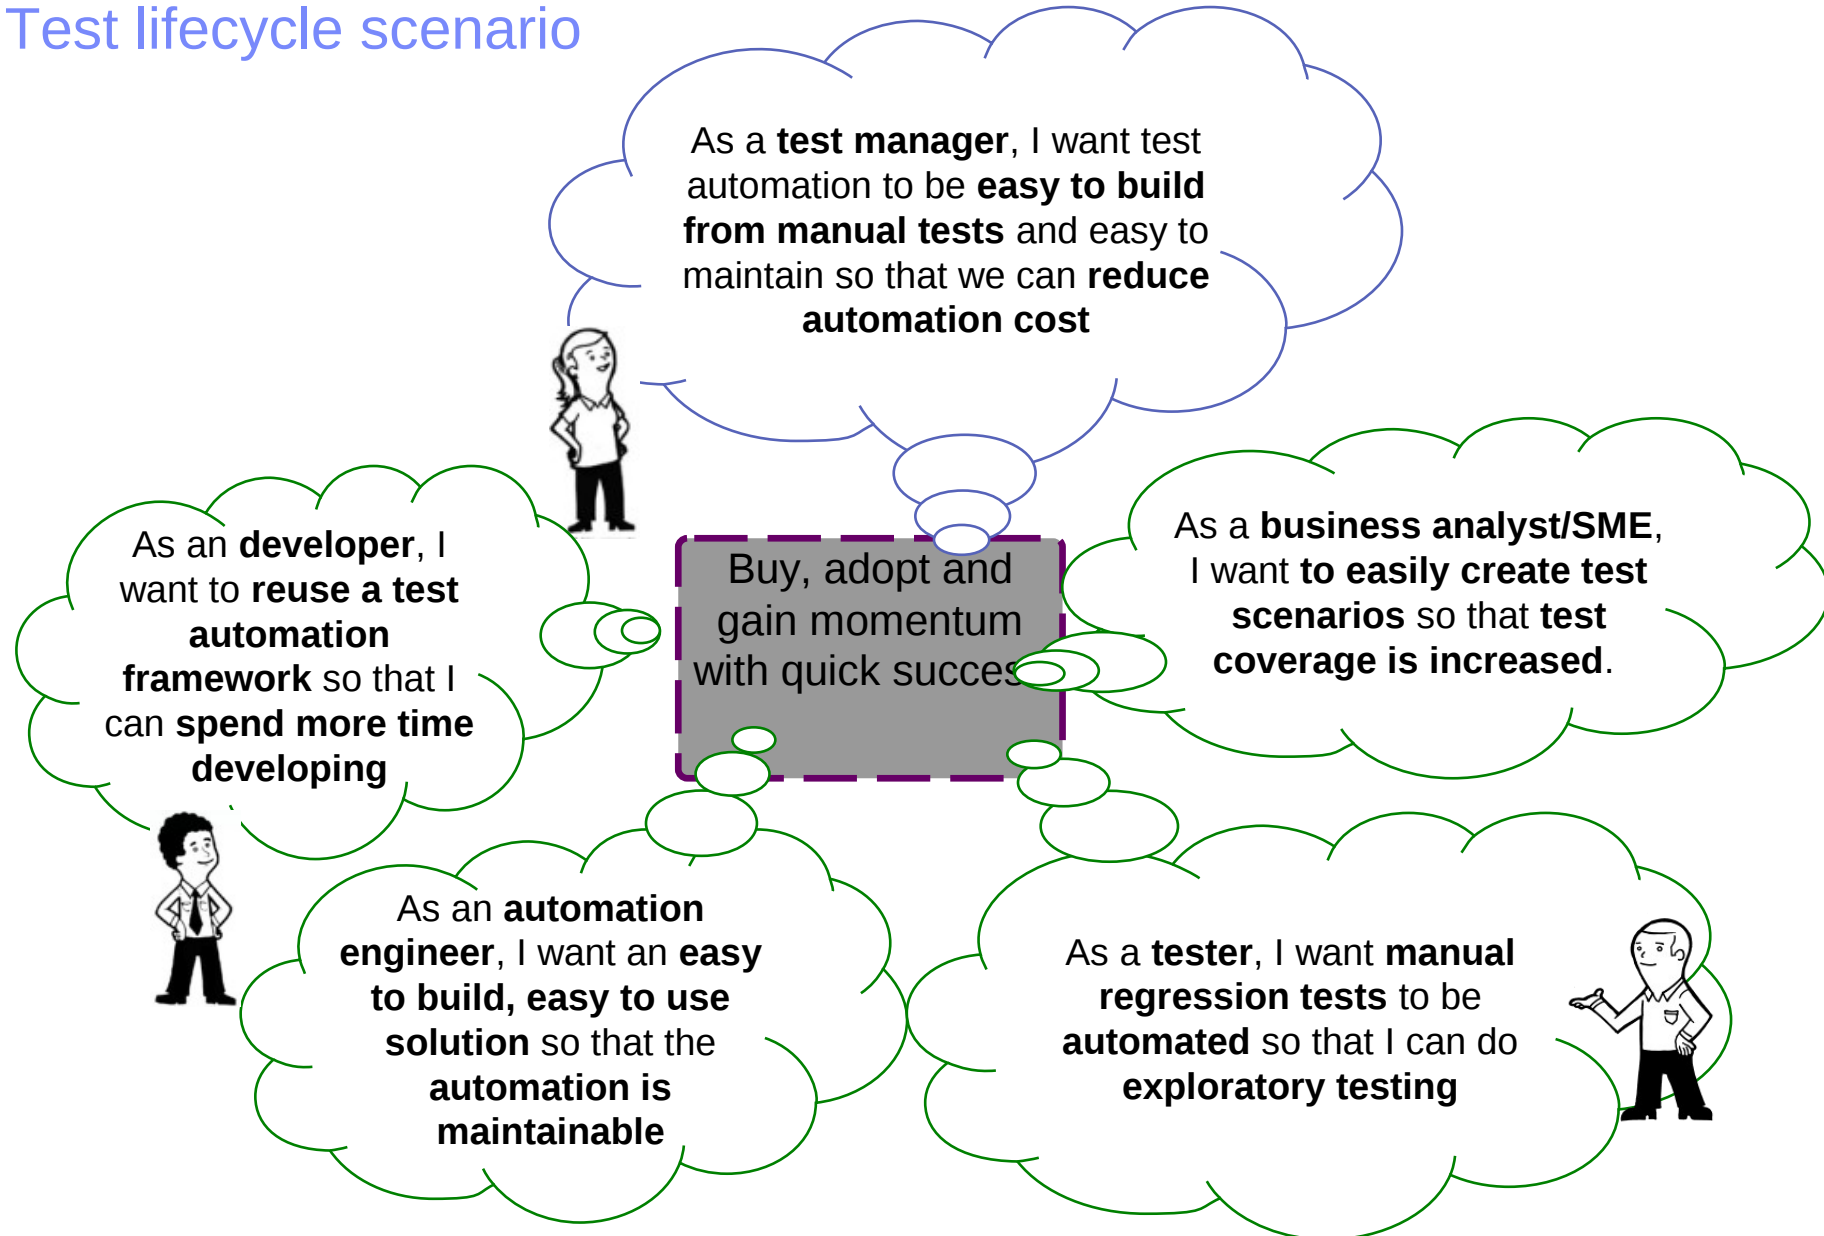 Test lifecycle scenario
As a test manager, I want test
automation to be easy to build
from manual tests and easy to
maintain so that we can reduce
automation cost
As an developer, I
want to reuse a test
automation
framework so that I
can spend more time
developing
Buy, adopt and
gain momentum
with quick succes
As a business analyst/SME,
I want to easily create test
scenarios so that test
coverage is increased.
As an automation
engineer, I want an easy
to build, easy to use
solution so that the
automation is
maintainable
As a tester, I want manual
regression tests to be
automated so that I can do
exploratory testing